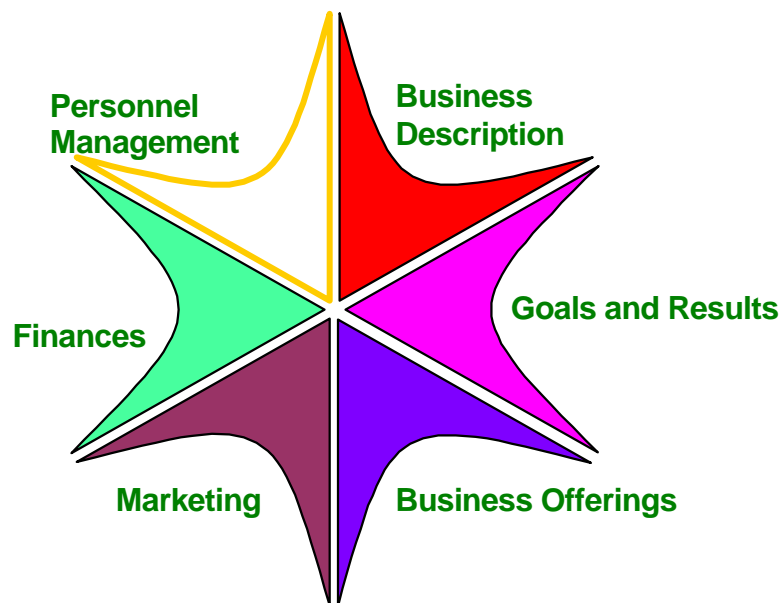 Personnel
Management
Business
Description
Goals and Results
Finances
Marketing
Business Offerings